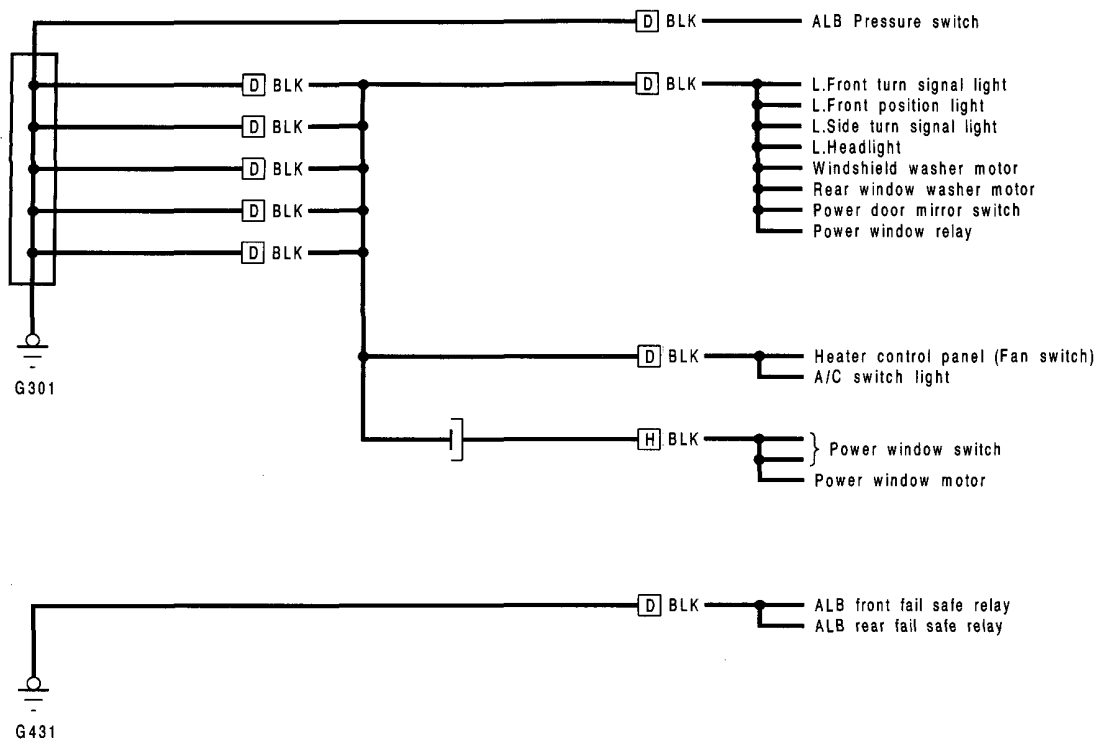 D BLK ALB Pressure switch
D BLK D BLK L.Front turn signal light
L.Front position light
D BLK L.Side turn signal light
L.Headlight
D BLK Windshield washer motor
Rear window washer motor
D BLK Power door mirror switch
Power window relay
D BLK
G301
D BLK Heater control panel (Fan switch)
A/C switch light
H BLK Power window switch
Power window motor
D BLK ALB front fail safe relay
ALB rear fail safe relay
G431